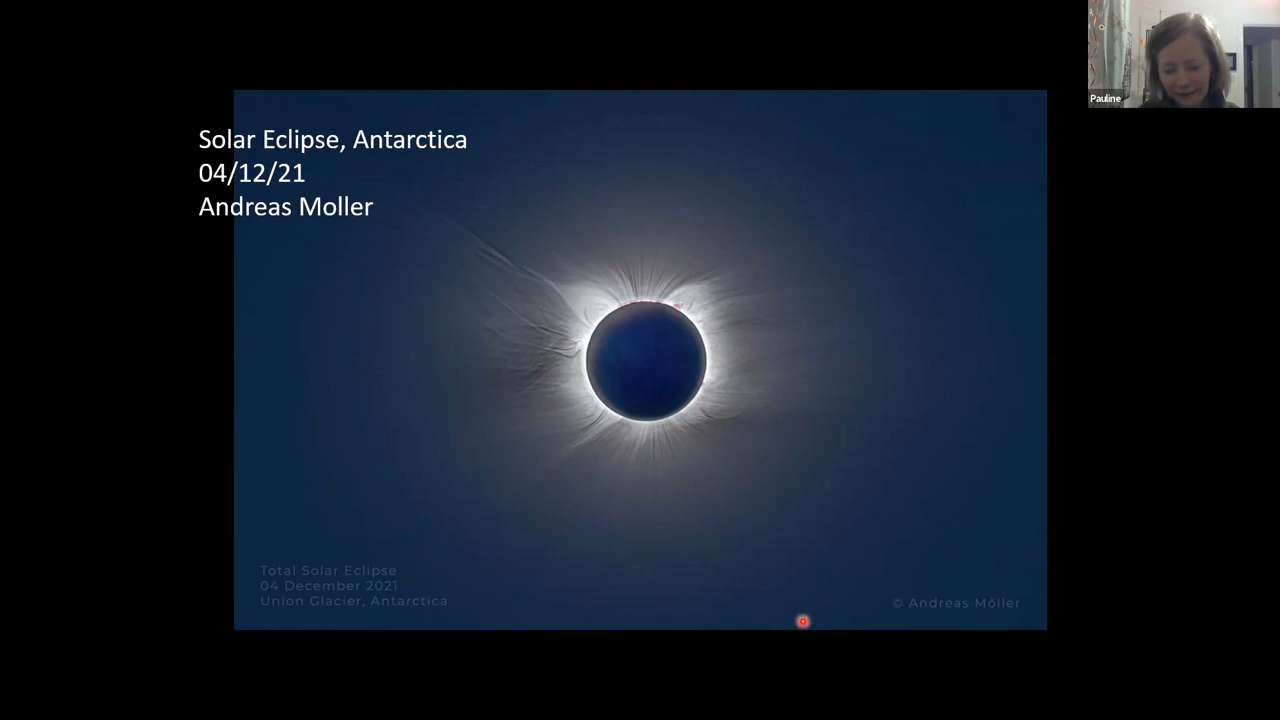 Solar Eclipse, Antarctica
04/12/21
Andreas Moller
Pauline
Total Solar Eclipse
04 December 2021
Union Glacier, Antarctica
© Andreas Möller